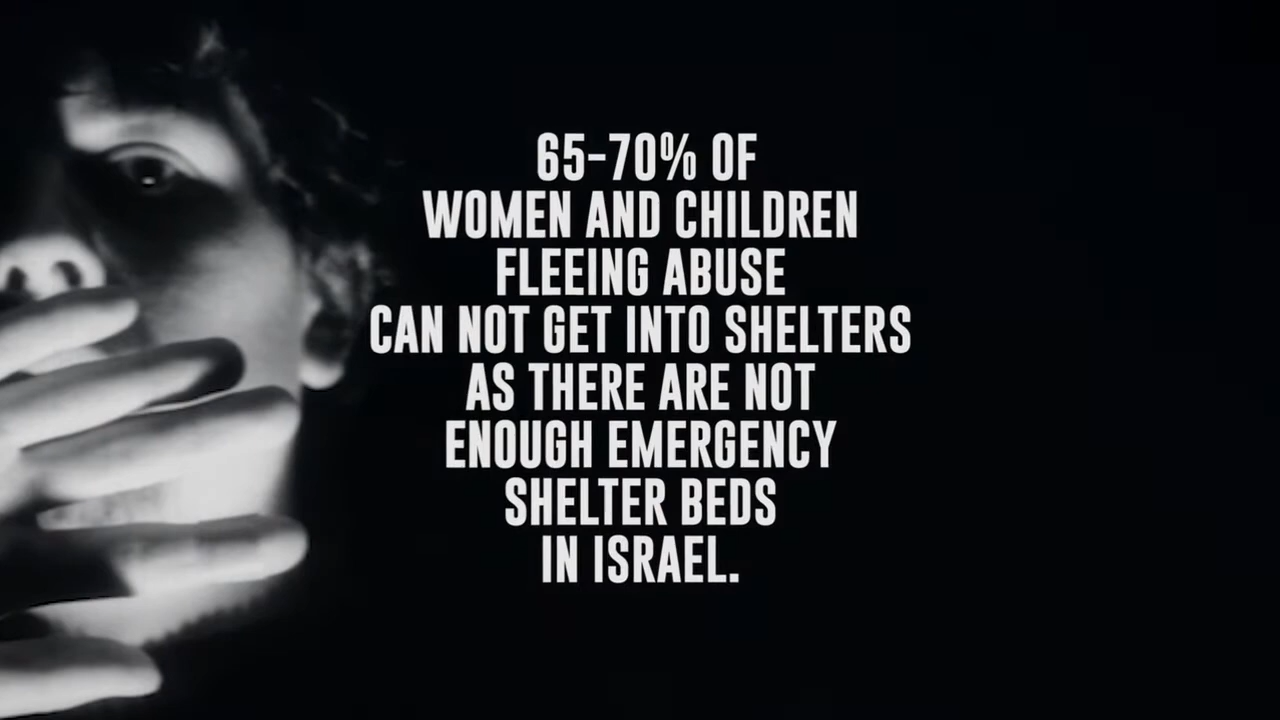 65-70% OF
WOMEN AND CHILDREN
FLEEING ABUSE
CAN NOT GET INTO SHELTERS
AS THERE ARE NOT
ENOUGH EMERGENCY
SHELTER BEDS
IN ISRAEL.